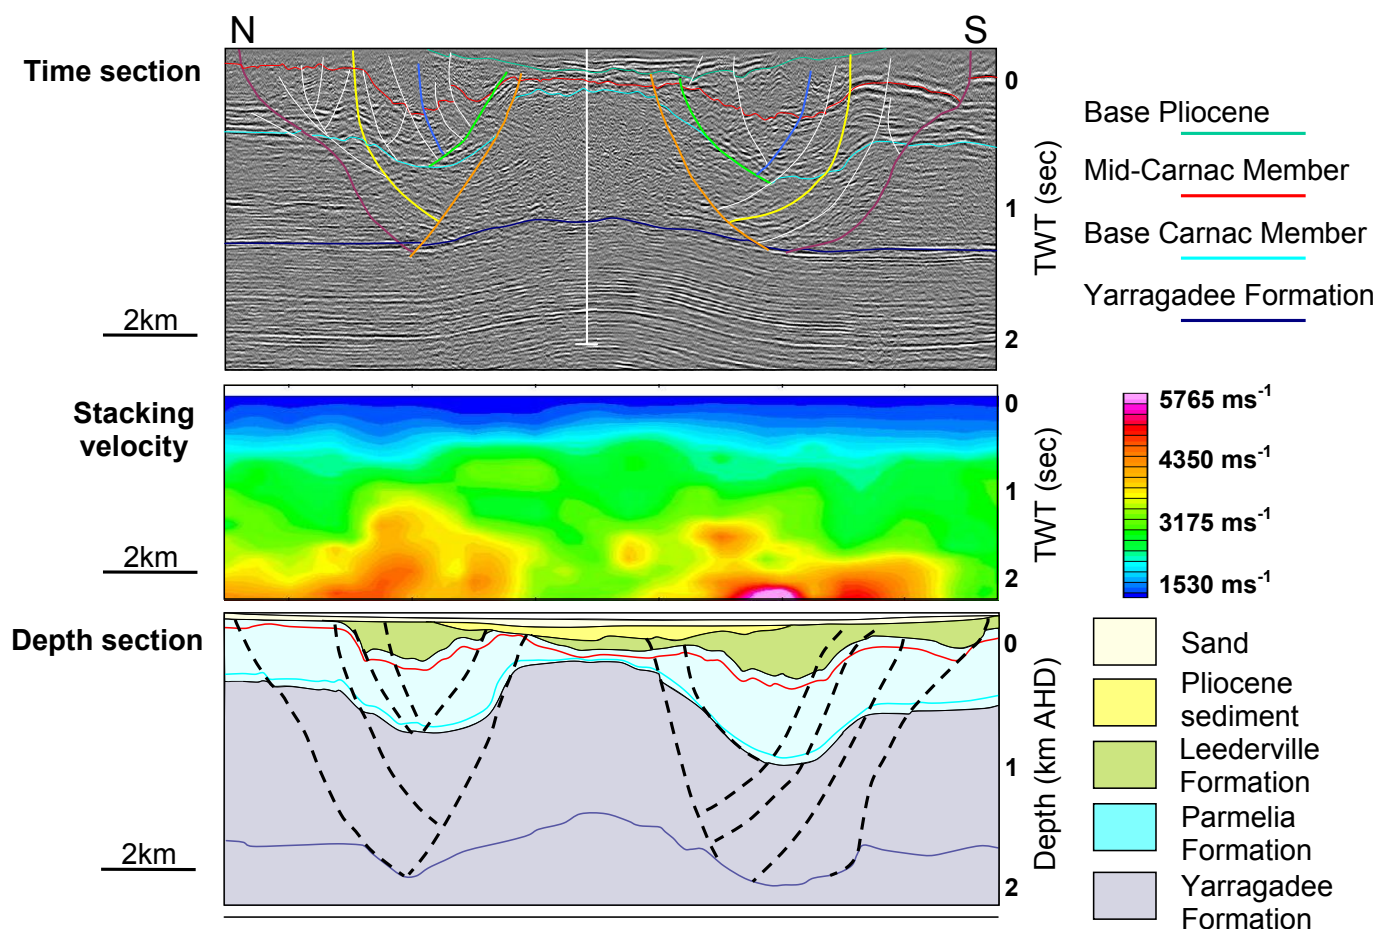 N
S
Time section
0
1
2
TWT (sec)
2km
Base Pliocene
Mid-Carnac Member
Base Carnac Member
Yarragadee Formation
Stacking
velocity
0
1
2
TWT (sec)
2km
5765 ms⁻¹
4350 ms⁻¹
3175 ms⁻¹
1530 ms⁻¹
Depth section
0
1
2
Depth (km AHD)
2km
Sand
Pliocene
sediment
Leederville
Formation
Parmelia
Formation
Yarragadee
Formation